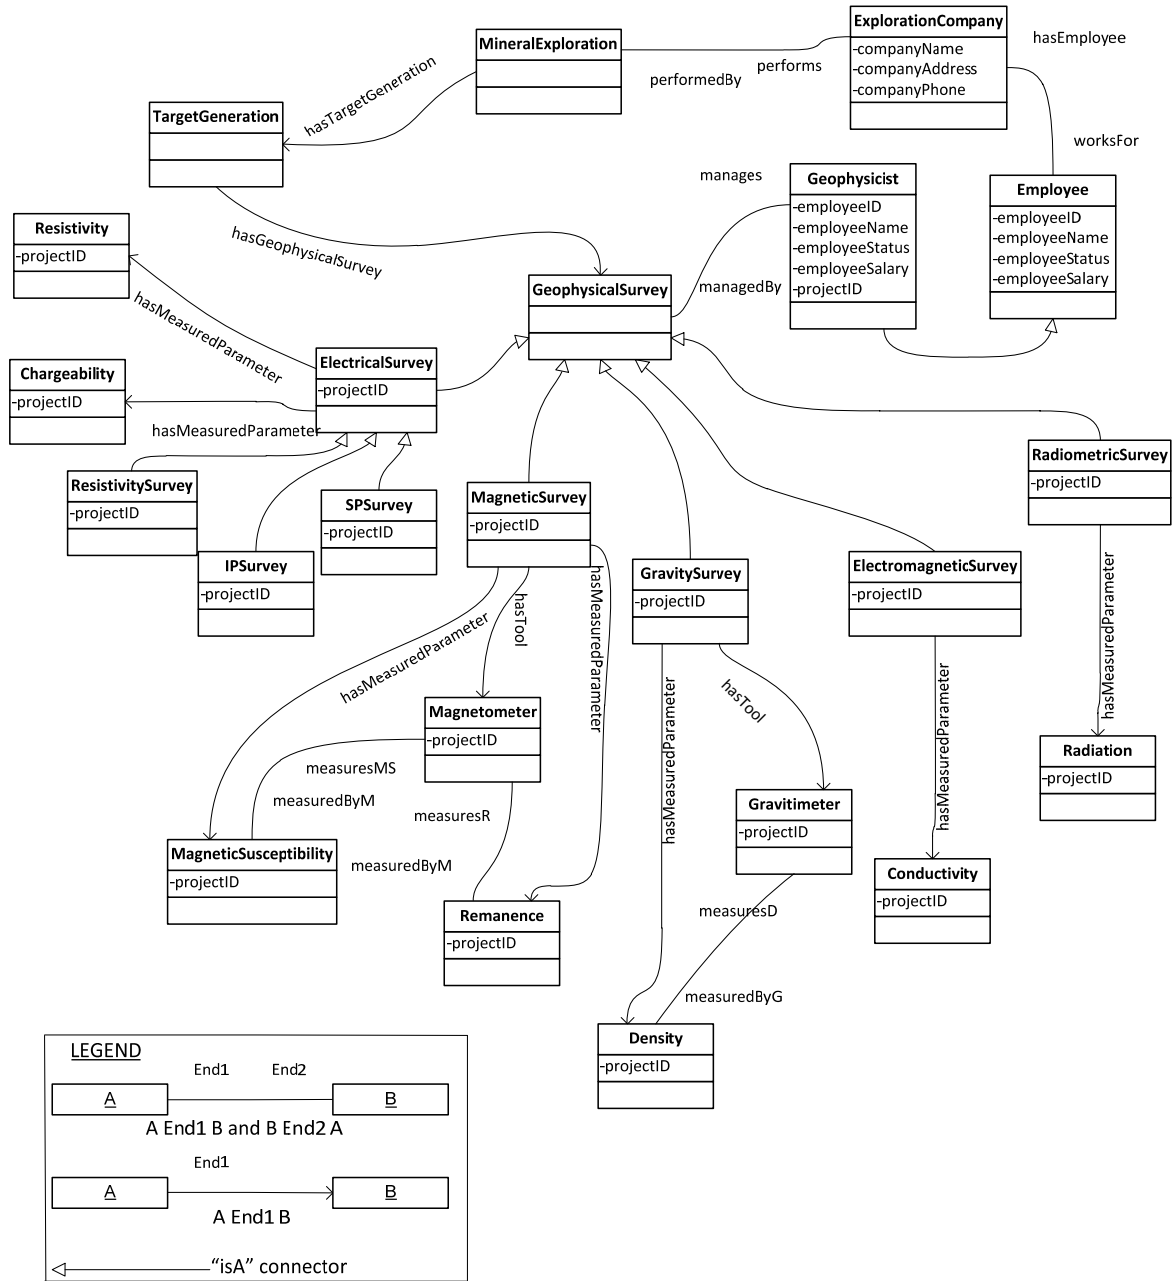 ExplorationCompany
-companyName
-companyAddress
-companyPhone
hasEmployee
MineralExploration
performs
performedBy
hasTargetGeneration
TargetGeneration
worksFor
manages
Geophysicist
-employeeID
-employeeName
-employeeStatus
-employeeSalary
-projectID
Employee
-employeeID
-employeeName
-employeeStatus
-employeeSalary
Resistivity
-projectID
hasGeophysicalSurvey
GeophysicalSurvey
managedBy
hasMeasuredParameter
ElectricalSurvey
-projectID
Chargeability
-projectID
hasMeasuredParameter
ResistivitySurvey
-projectID
SPSurvey
-projectID
IPSurvey
-projectID
MagneticSurvey
-projectID
RadiometricSurvey
-projectID
GravitySurvey
-projectID
ElectromagneticSurvey
-projectID
hasMeasuredParameter
hasTool
hasMeasuredParameter
hasMeasuredParameter
hasTool
hasMeasuredParameter
hasMeasuredParameter
Magnetometer
-projectID
Radiation
-projectID
measuresMS
measuredByM
measuresR
Gravitimeter
-projectID
MagneticSusceptibility
-projectID
measuredByM
Conductivity
-projectID
Remanence
-projectID
measuresD
measuredByG
Density
-projectID
LEGEND
End1 End2
A B
A End1 B and B End2 A
End1
A B
A End1 B
“isA” connector